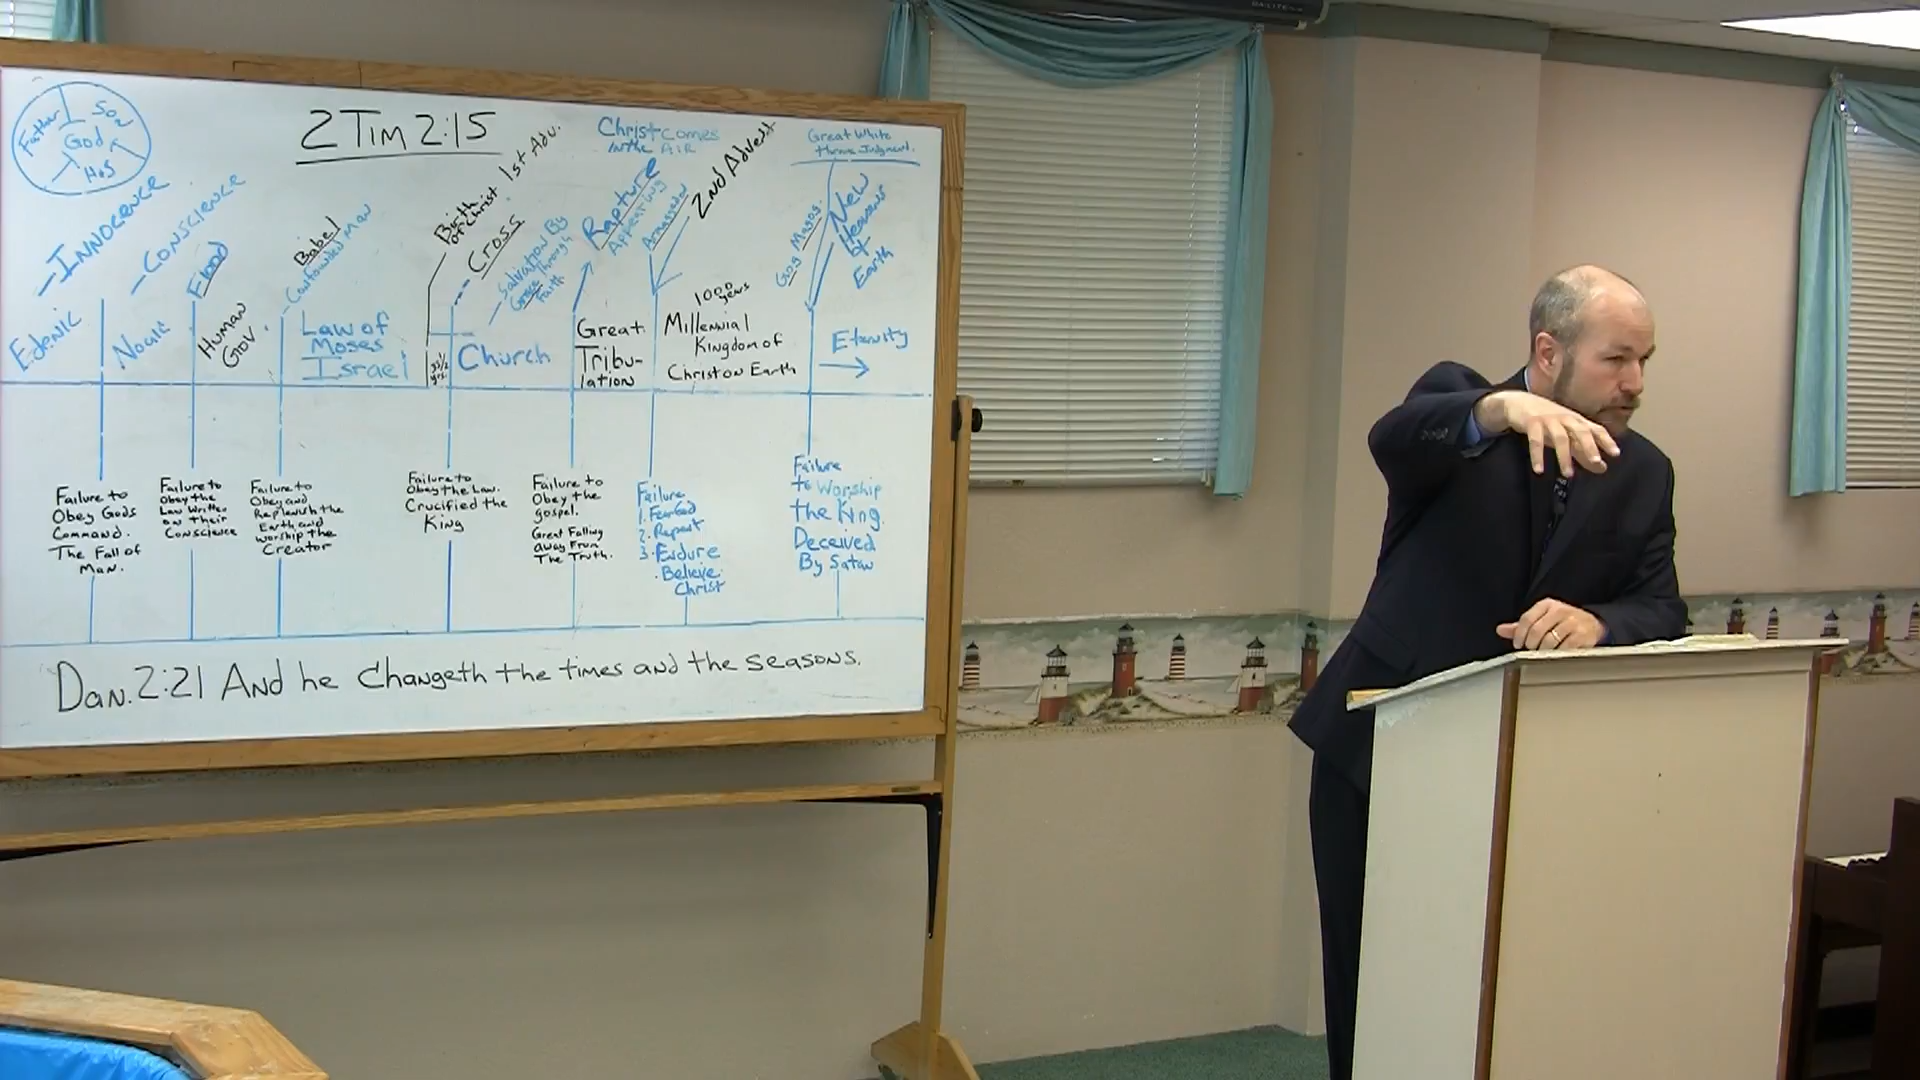 DA-LITE
Father
Son
God
H.S
2 Tim 2:15
-Innocence
-Conscience
Flood
Babel
-Confounded Man
Birth of Christ 1st Adv.
Cross
-Salvation By
Grace Through
Faith
Christ comes
In the AIR
Rapture
Appearing
2nd Advent
Great White
Throne Judgment.
Gog Magog.
New
Heavens
&
Earth
Edenic
Noaic
Human
Gov.
Law of
Moses
Israel
yrs.
Church
Great
Tribu-
lation
1000
years
Millennial
Kingdom of
Christ on Earth
Eternity
Failure to
Obey Gods
Command.
The Fall of
Man.
Failure to
Obey the
Law Written
on their
Conscience
Failure to
Obey and
Replenish the
Earth and
worship the
Creator
Failure to
Obey the Law.
Crucified the
King
Failure to
Obey the
gospel.
Great Falling
away From
The Truth.
Failure
2. Repent
3. Endure
. Believe
Christ
Failure
to Worship
the King.
Deceived
By Satan
Dan. 2:21 And he changeth the times and the seasons.